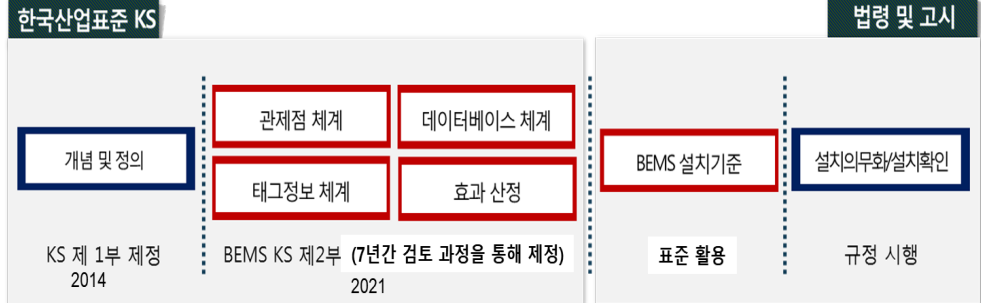 한국산업표준 KS
법령 및 고시
개념 및 정의
관제점 체계
데이터베이스 체계
태그정보 체계
효과 산정
BEMS 설치기준
설치의무화/설치확인
KS 제 1부 제정
2014
BEMS KS 제2부 (7년간 검토 과정을 통해 제정)
2021
표준 활용
규정 시행